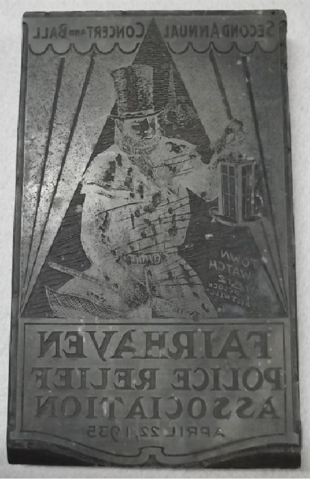 SECOND ANNUAL CONCERT AND BALL
TOWN
WATCH
FAIRHAVEN
POLICE RELIEF
ASSOCIATION
APRIL 22, 1935